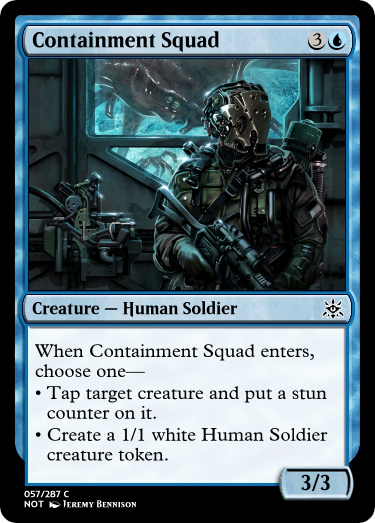 Containment Squad 3
Creature — Human Soldier
When Containment Squad enters,
choose one—
• Tap target creature and put a stun
counter on it.
• Create a 1/1 white Human Soldier
creature token.
3/3
057/287 C
NOT Jeremy Bennison